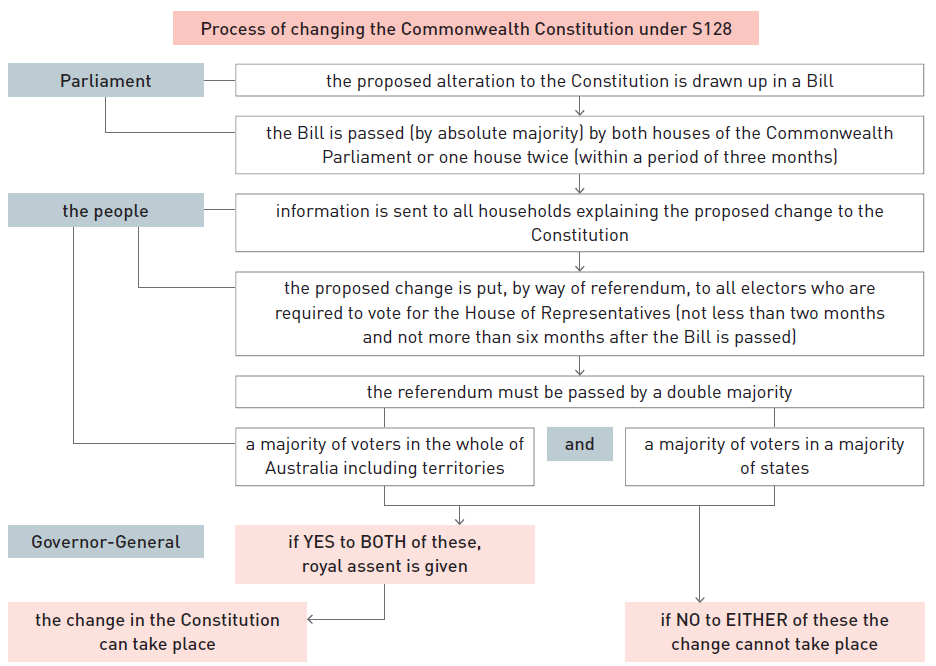 Process of changing the Commonwealth Constitution under S128
Parliament
the proposed alteration to the Constitution is drawn up in a Bill
the Bill is passed (by absolute majority) by both houses of the Commonwealth
Parliament or one house twice (within a period of three months)
the people
information is sent to all households explaining the proposed change to the
Constitution
the proposed change is put, by way of referendum, to all electors who are
required to vote for the House of Representatives (not less than two months
and not more than six months after the Bill is passed)
the referendum must be passed by a double majority
a majority of voters in the whole of
Australia including territories
and
a majority of voters in a majority
of states
Governor-General
if YES to BOTH of these,
royal assent is given
the change in the Constitution
can take place
if NO to EITHER of these the
change cannot take place